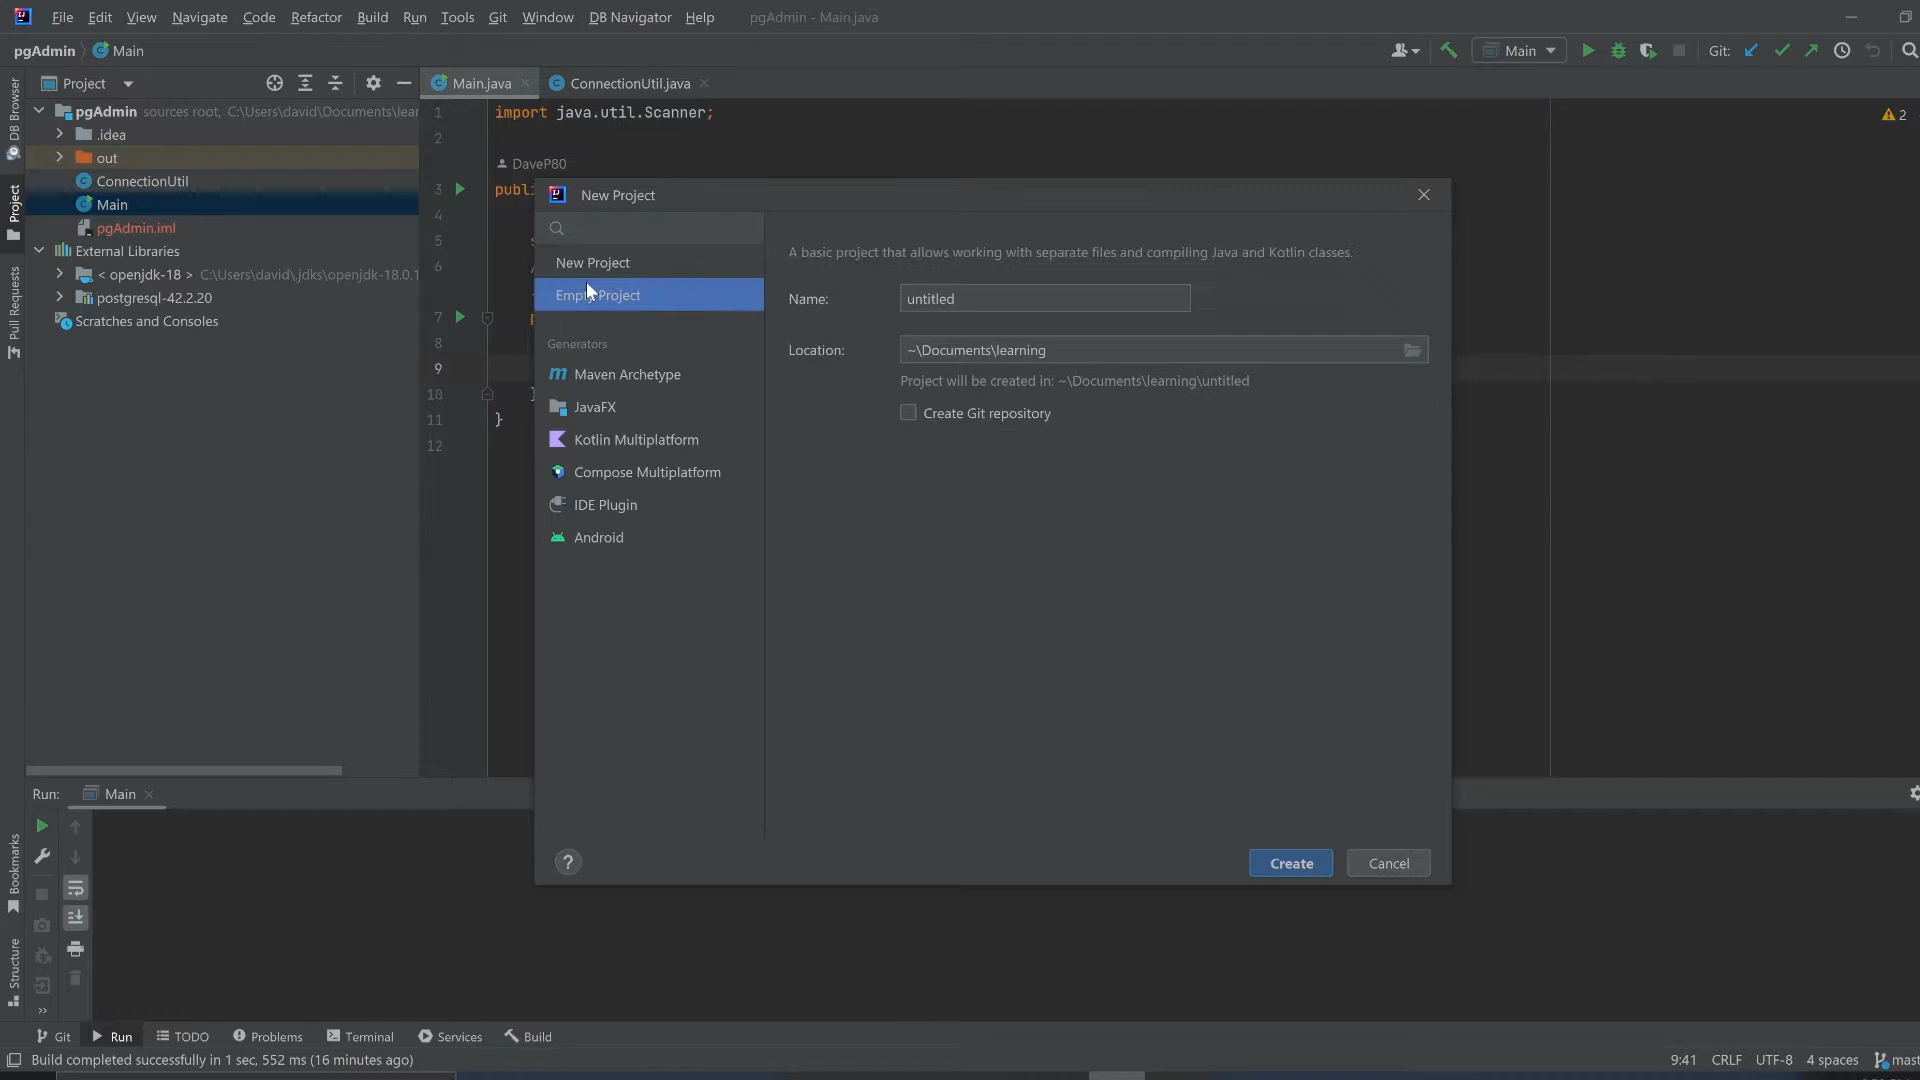 File Edit View Navigate Code Refactor Build Run Tools Git Window DB Navigator Help pgAdmin - Main.java
pgAdmin Main
Main Git:
Project
Main.java ConnectionUtil.java
DB Browser
Project
Pull Requests
Bookmarks
Structure
pgAdmin sources root, C:\Users\david\Documents\lear
.idea
out
ConnectionUtil
Main
pgAdmin.iml
External Libraries
< openjdk-18 > C:\Users\david\.jdks\openjdk-18.0.1
postgresql-42.2.20
Scratches and Consoles
1 import java.util.Scanner;
2
2
DaveP80
3 publi
4
5 s
6 /
7 p
8
9
10 }
11 }
12
New Project
New Project
Empty Project
Generators
Maven Archetype
JavaFX
Kotlin Multiplatform
Compose Multiplatform
IDE Plugin
Android
A basic project that allows working with separate files and compiling Java and Kotlin classes.
Name: untitled
Location: ~\Documents\learning
Project will be created in: ~\Documents\learning\untitled
Create Git repository
? Create Cancel
Run: Main
Git Run TODO Problems Terminal Services Build
Build completed successfully in 1 sec, 552 ms (16 minutes ago)
9:41 CRLF UTF-8 4 spaces mast